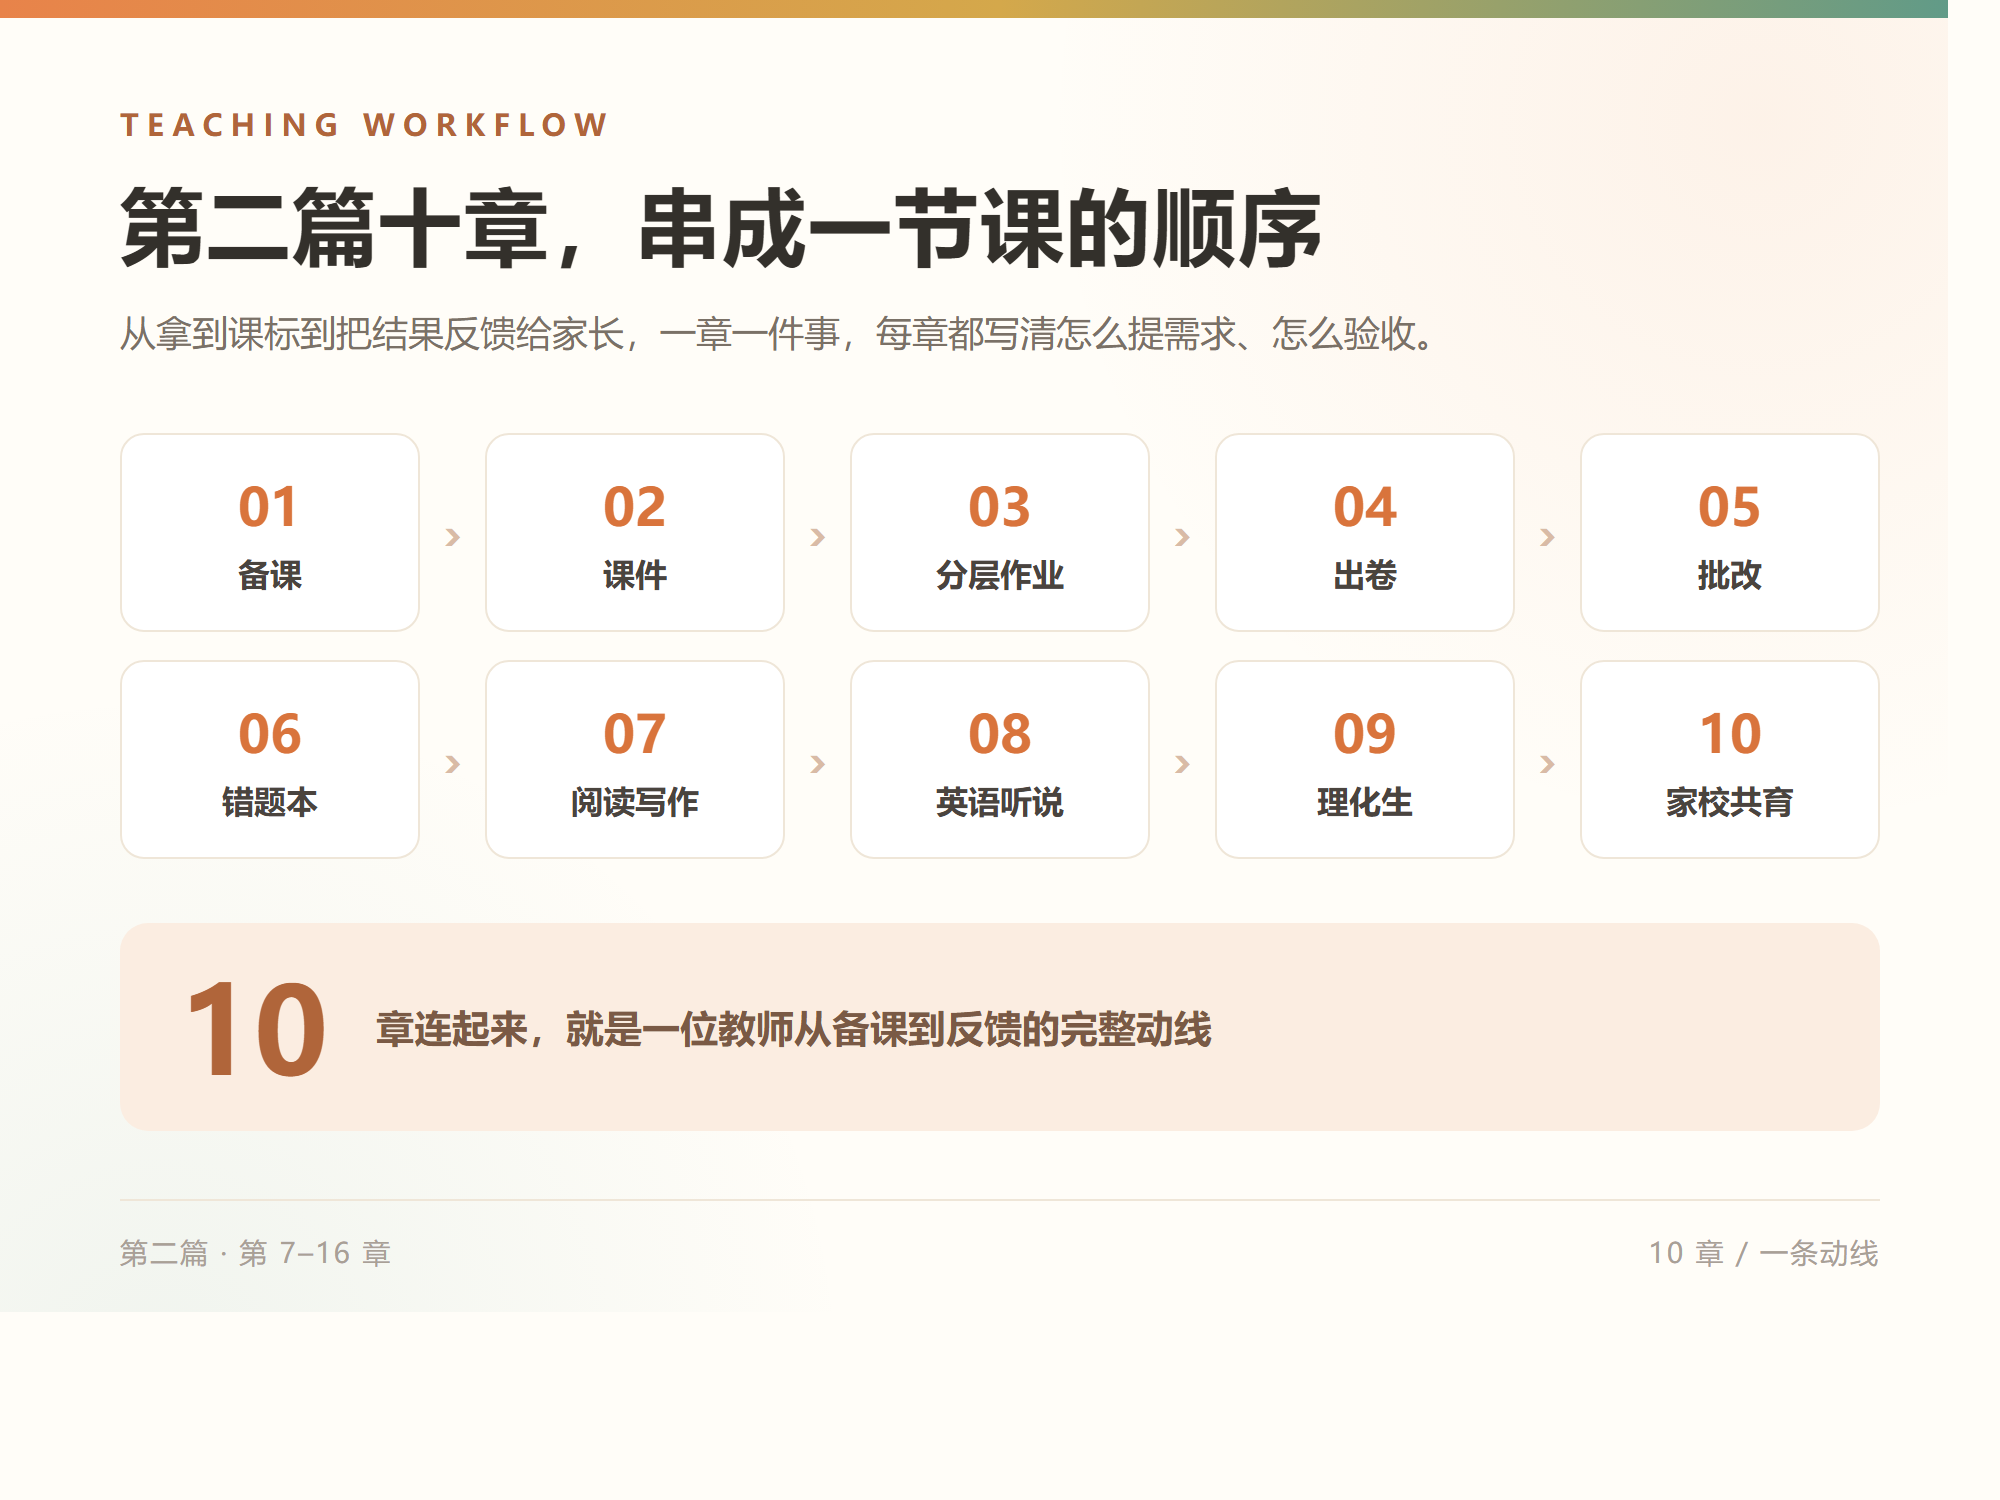 TEACHING WORKFLOW
第二篇十章，串成一节课的顺序
从拿到课标到把结果反馈给家长，一章一件事，每章都写清怎么提需求、怎么验收。
01 › 02 › 03 › 04 › 05
备课 课件 分层作业 出卷 批改
06 › 07 › 08 › 09 › 10
错题本 阅读写作 英语听说 理化生 家校共育
10 章连起来，就是一位教师从备课到反馈的完整动线
第二篇 · 第 7–16 章
10 章 / 一条动线